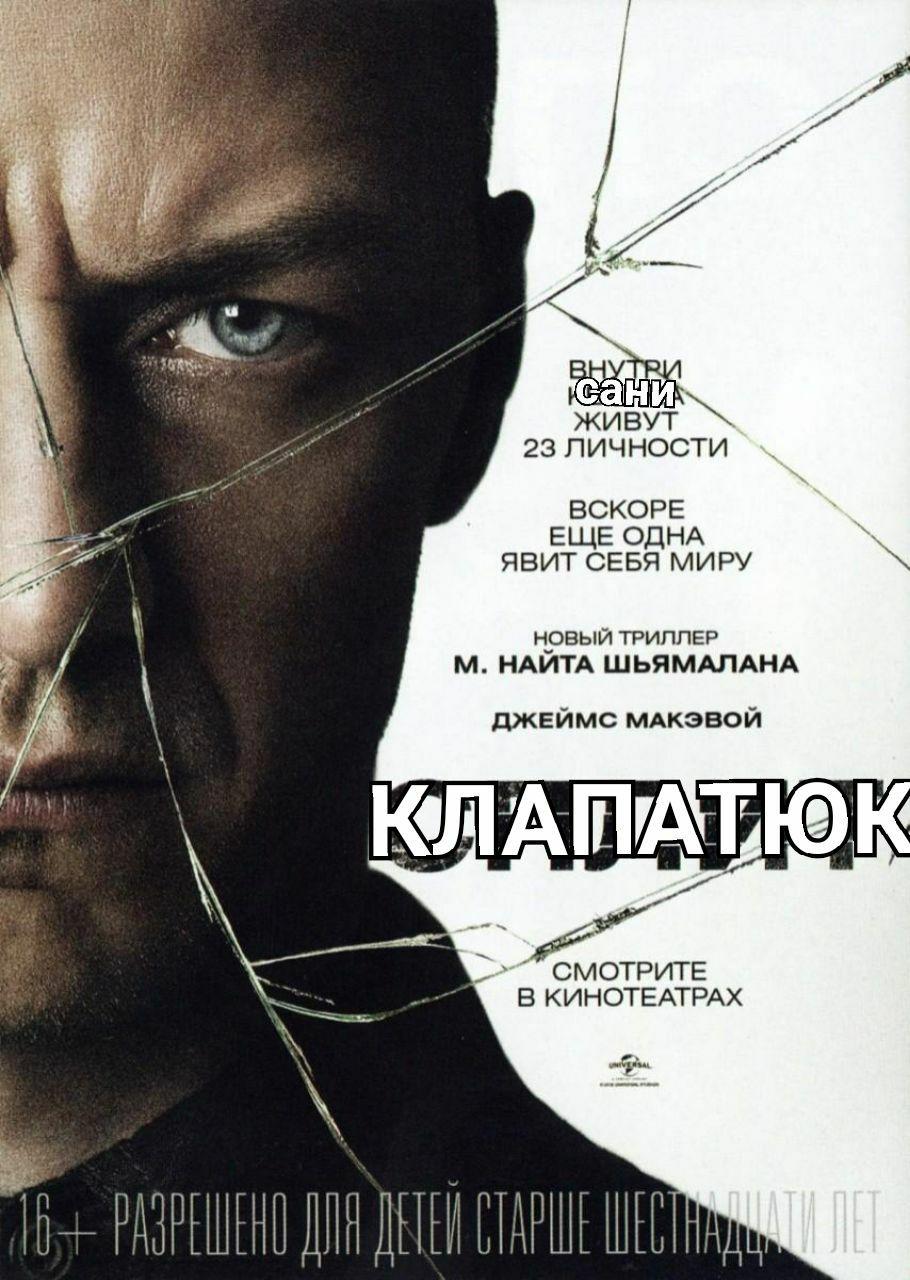 ВНУТРИ
сани
ЖИВУТ
23 ЛИЧНОСТИ
ВСКОРЕ
ЕЩЕ ОДНА
ЯВИТ СЕБЯ МИРУ
НОВЫЙ ТРИЛЛЕР
М. НАЙТА ШЬЯМАЛАНА
ДЖЕЙМС МАКЭВОЙ
КЛАПАТЮК
СМОТРИТЕ
В КИНОТЕАТРАХ
UNIVERSAL
16+ РАЗРЕШЕНО ДЛЯ ДЕТЕЙ СТАРШЕ ШЕСТНАДЦАТИ ЛЕТ